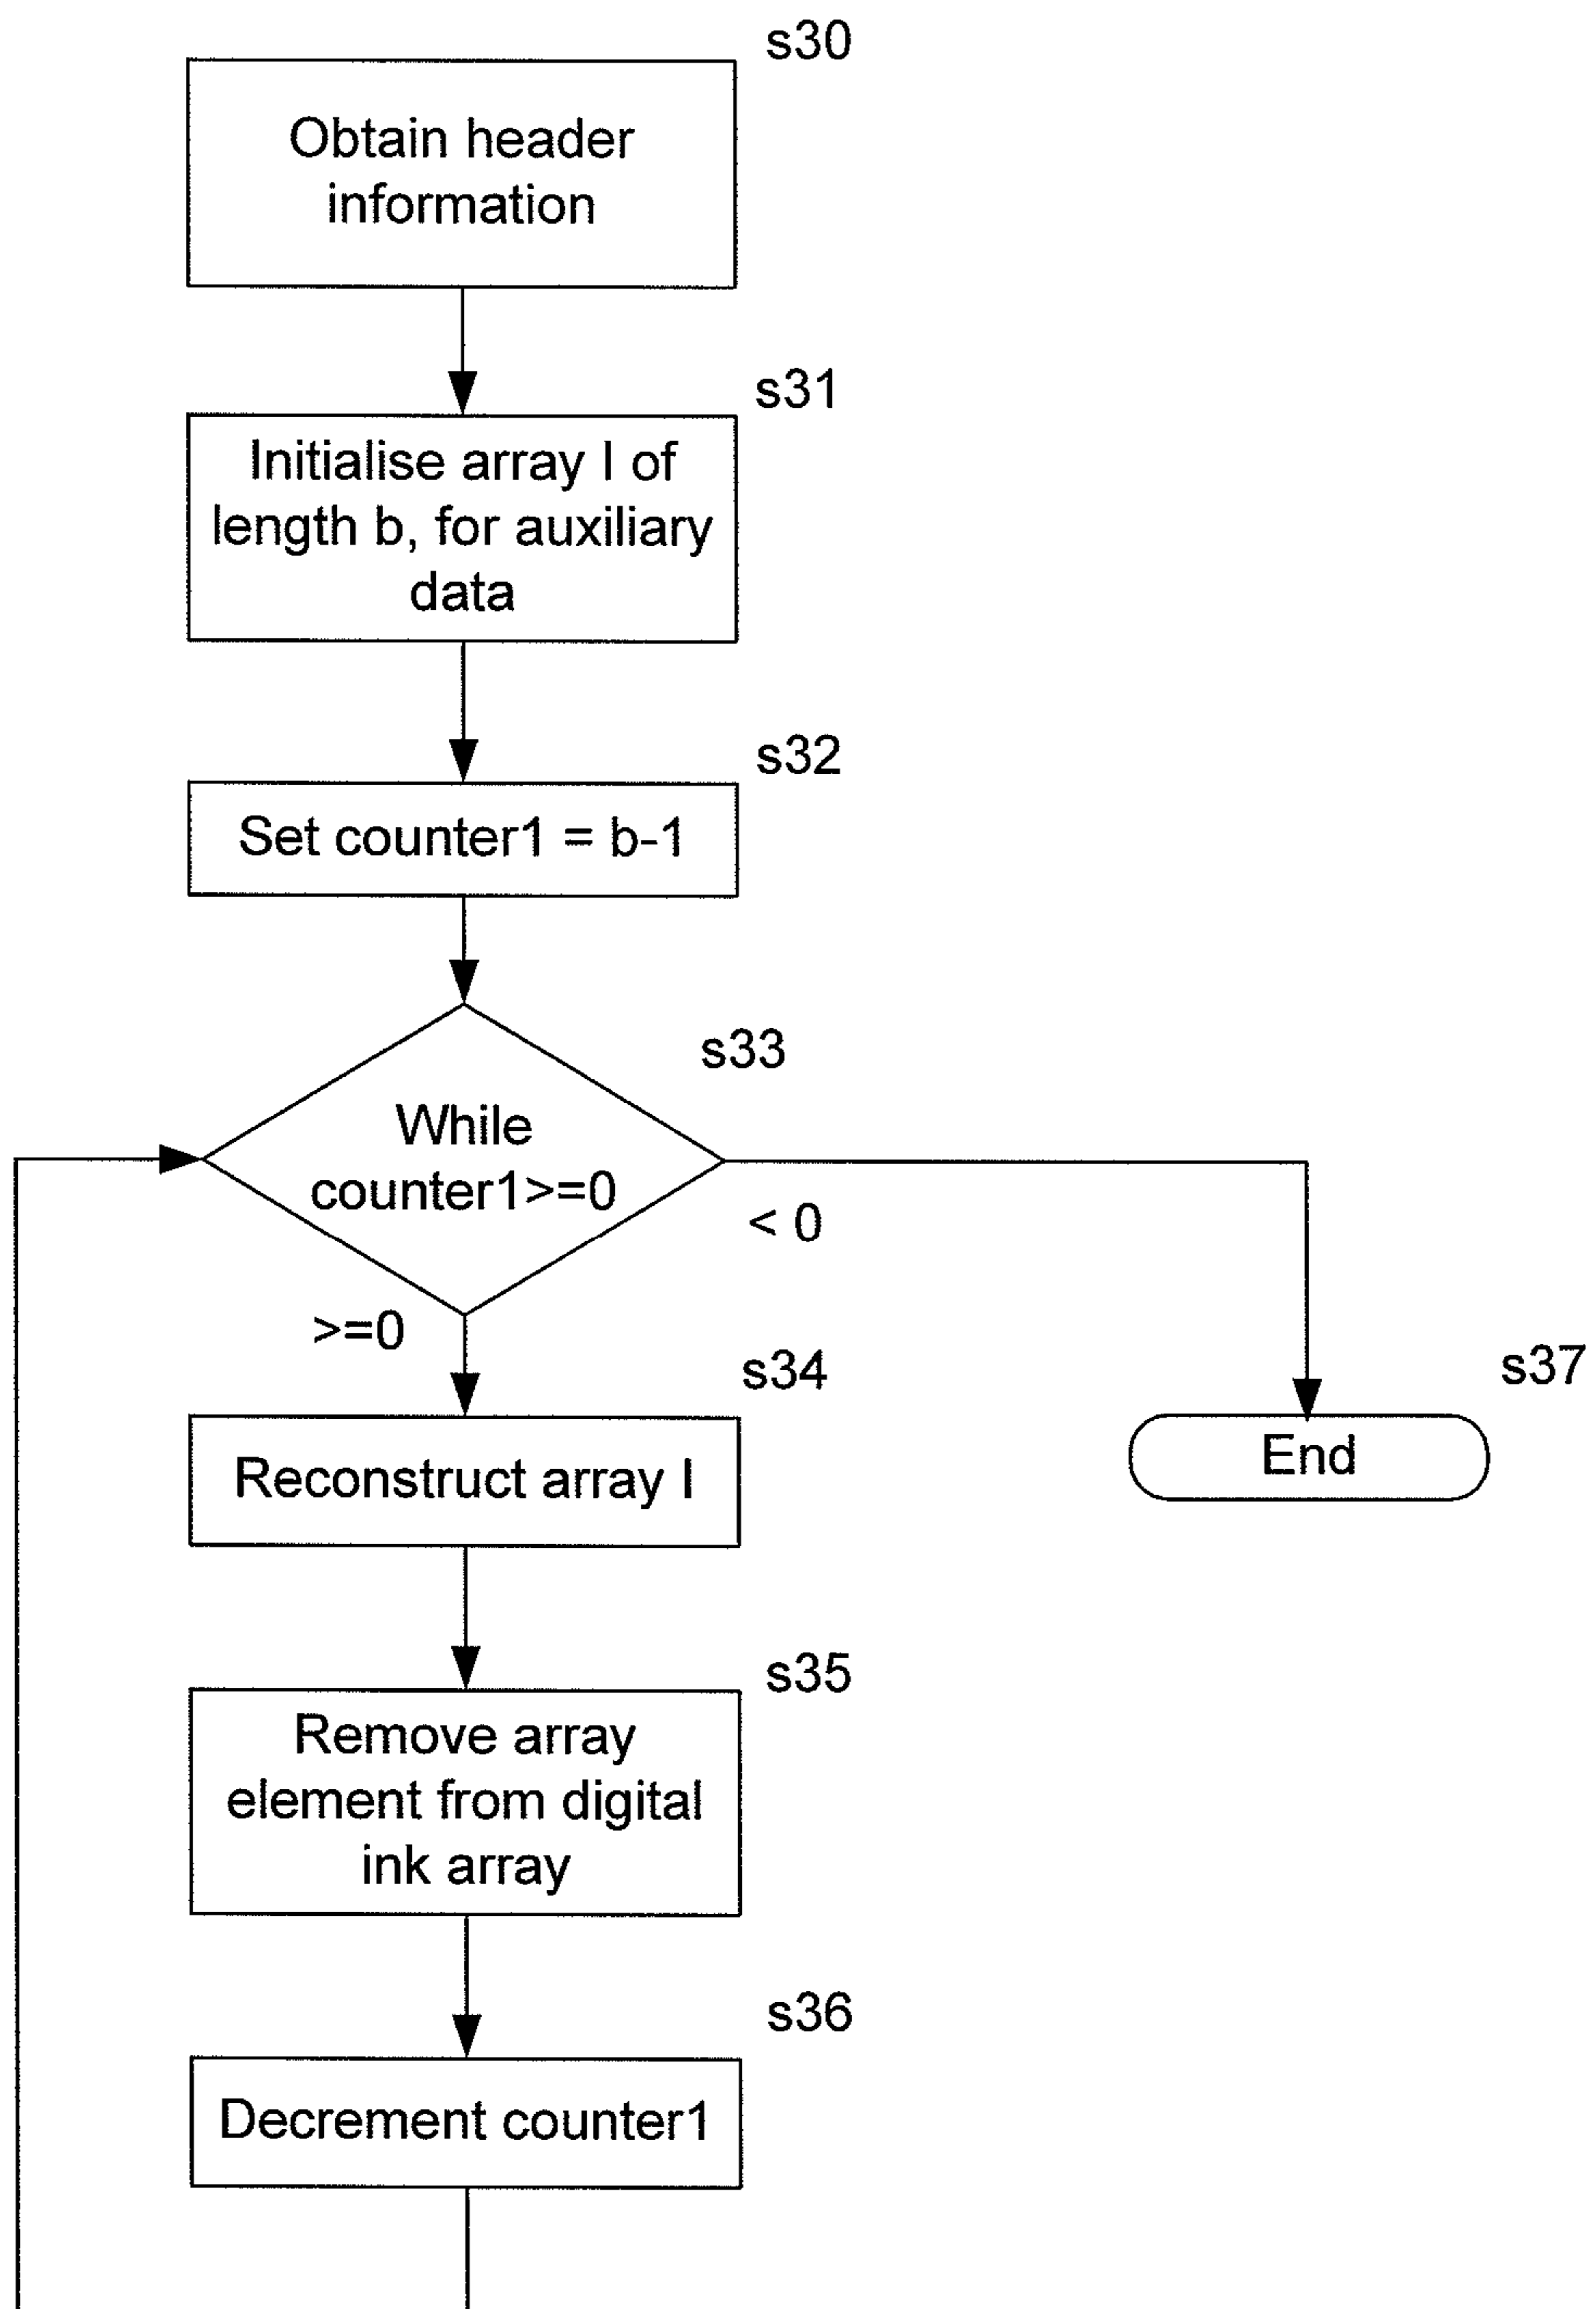 s30
Obtain header
information
s31
Initialise array I of
length b, for auxiliary
data
s32
Set counter1 = b-1
s33
While
counter1>=0
< 0
>=0
s34
Reconstruct array I
s37
End
s35
Remove array
element from digital
ink array
s36
Decrement counter1